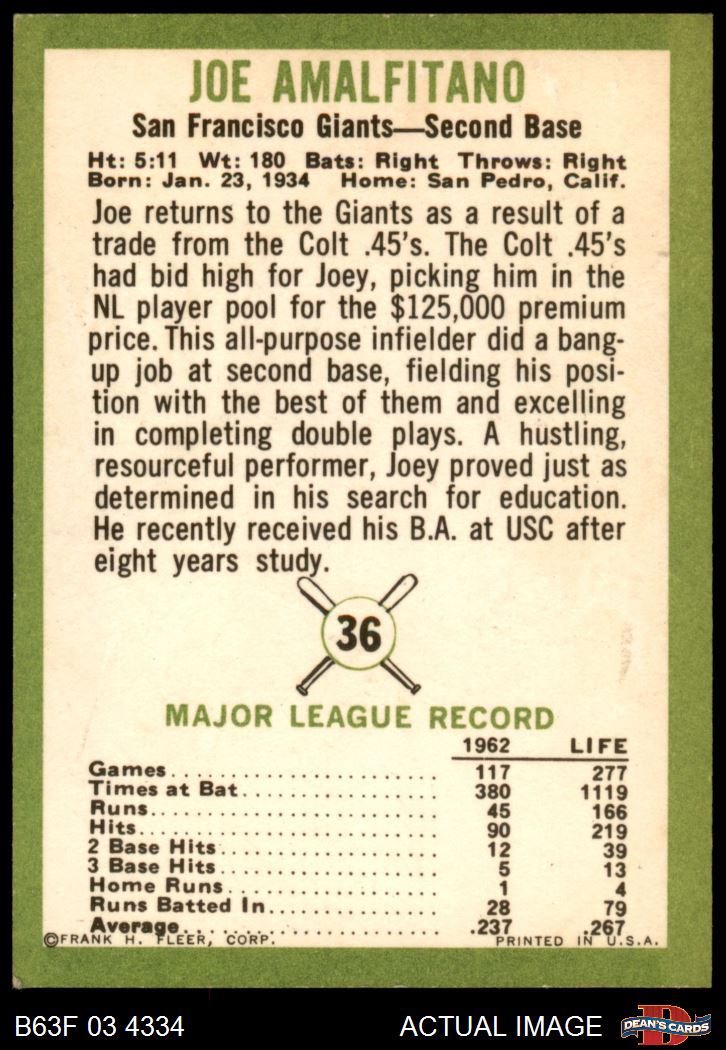 JOE AMALFITANO
San Francisco Giants—Second Base
Ht: 5:11 Wt: 180 Bats: Right Throws: Right
Born: Jan. 23, 1934 Home: San Pedro, Calif.
Joe returns to the Giants as a result of a
trade from the Colt .45's. The Colt .45's
had bid high for Joey, picking him in the
NL player pool for the $125,000 premium
price. This all-purpose infielder did a bang-
up job at second base, fielding his posi-
tion with the best of them and excelling
in completing double plays. A hustling,
resourceful performer, Joey proved just as
determined in his search for education.
He recently received his B.A. at USC after
eight years study.
36
MAJOR LEAGUE RECORD
1962 LIFE
Games 117 277
Times at Bat 380 1119
Runs 45 166
Hits 90 219
2 Base Hits 12 39
3 Base Hits 5 13
Home Runs 1 4
Runs Batted In 28 79
Average .237 .267
©FRANK H. FLEER, CORP. PRINTED IN U.S.A.
B63F 03 4334 ACTUAL IMAGE D DEAN'S CARDS